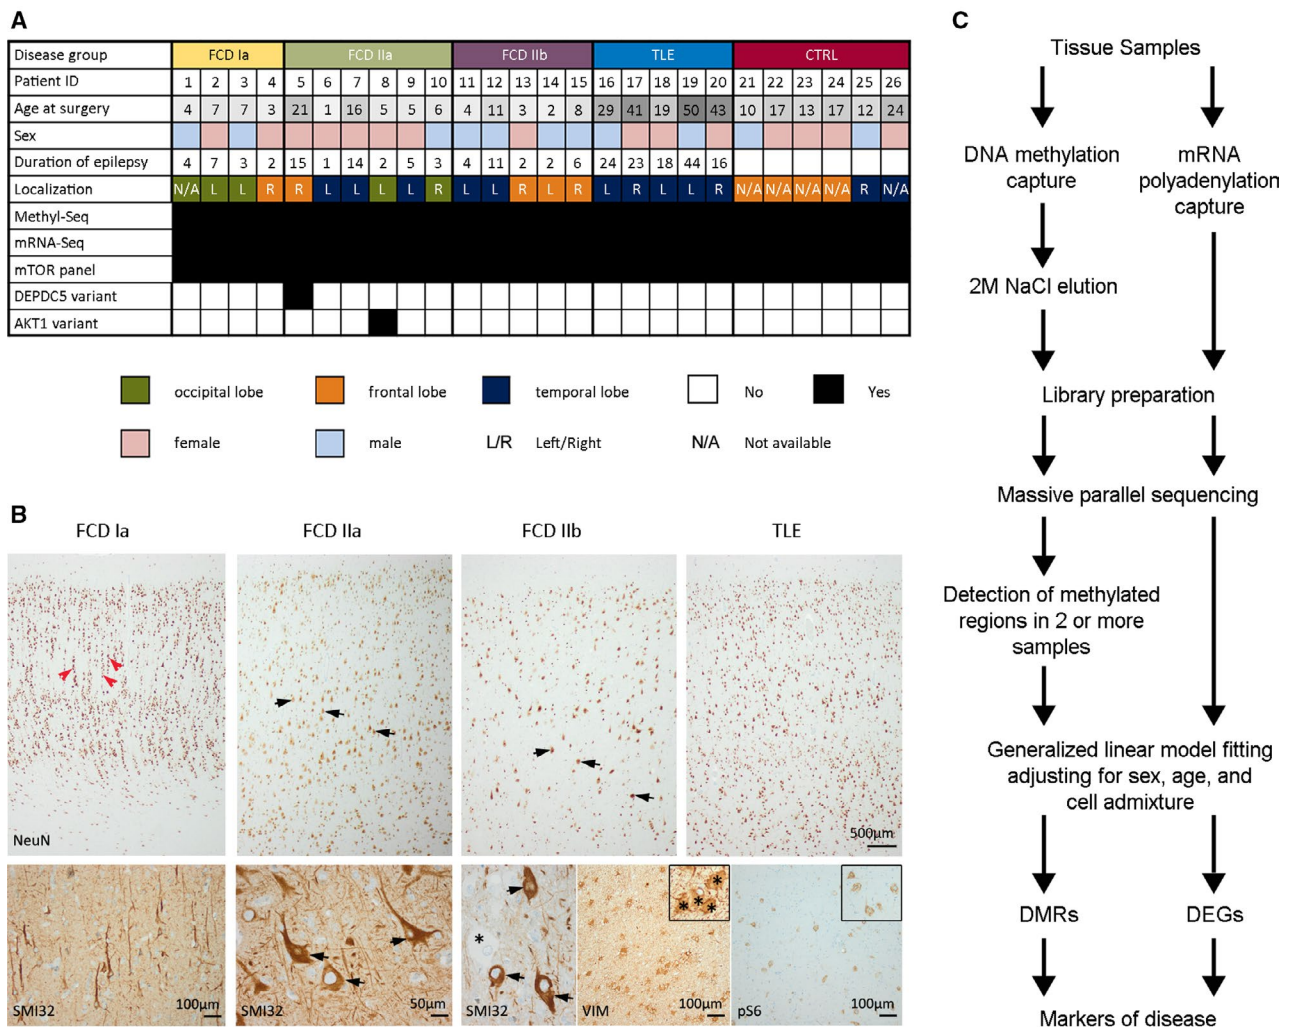 A
Disease group FCD Ia FCD IIa FCD IIb TLE CTRL
Patient ID 1 2 3 4 5 6 7 8 9 10 11 12 13 14 15 16 17 18 19 20 21 22 23 24 25 26
Age at surgery 4 7 7 3 21 1 16 5 5 6 4 11 3 2 8 29 41 19 50 43 10 17 13 17 12 24
Sex
Duration of epilepsy 4 7 3 2 15 1 14 2 5 3 4 11 2 2 6 24 23 18 44 16
Localization N/A L L R R L L L L R L L R L R L R L L R N/A N/A N/A N/A R N/A
Methyl-Seq
mRNA-Seq
mTOR panel
DEPDC5 variant
AKT1 variant
occipital lobe frontal lobe temporal lobe No Yes
female male L/R Left/Right N/A Not available
B
FCD Ia FCD IIa FCD IIb TLE
NeuN 500µm
SMI32 100µm SMI32 50µm SMI32 VIM 100µm pS6 100µm
* * * * *
C
Tissue Samples
DNA methylation
capture
mRNA
polyadenylation
capture
2M NaCl elution
Library preparation
Massive parallel sequencing
Detection of methylated
regions in 2 or more
samples
Generalized linear model fitting
adjusting for sex, age, and
cell admixture
DMRs DEGs
Markers of disease